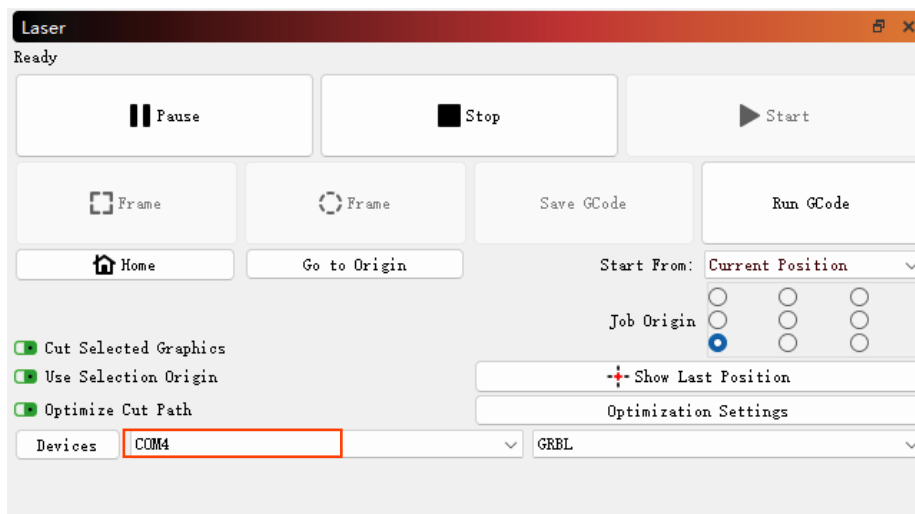 Laser
Ready
Pause Stop Start
Frame Frame Save GCode Run GCode
Home Go to Origin Start From: Current Position
Job Origin
Cut Selected Graphics
Use Selection Origin Show Last Position
Optimize Cut Path Optimization Settings
Devices COM4 GRBL